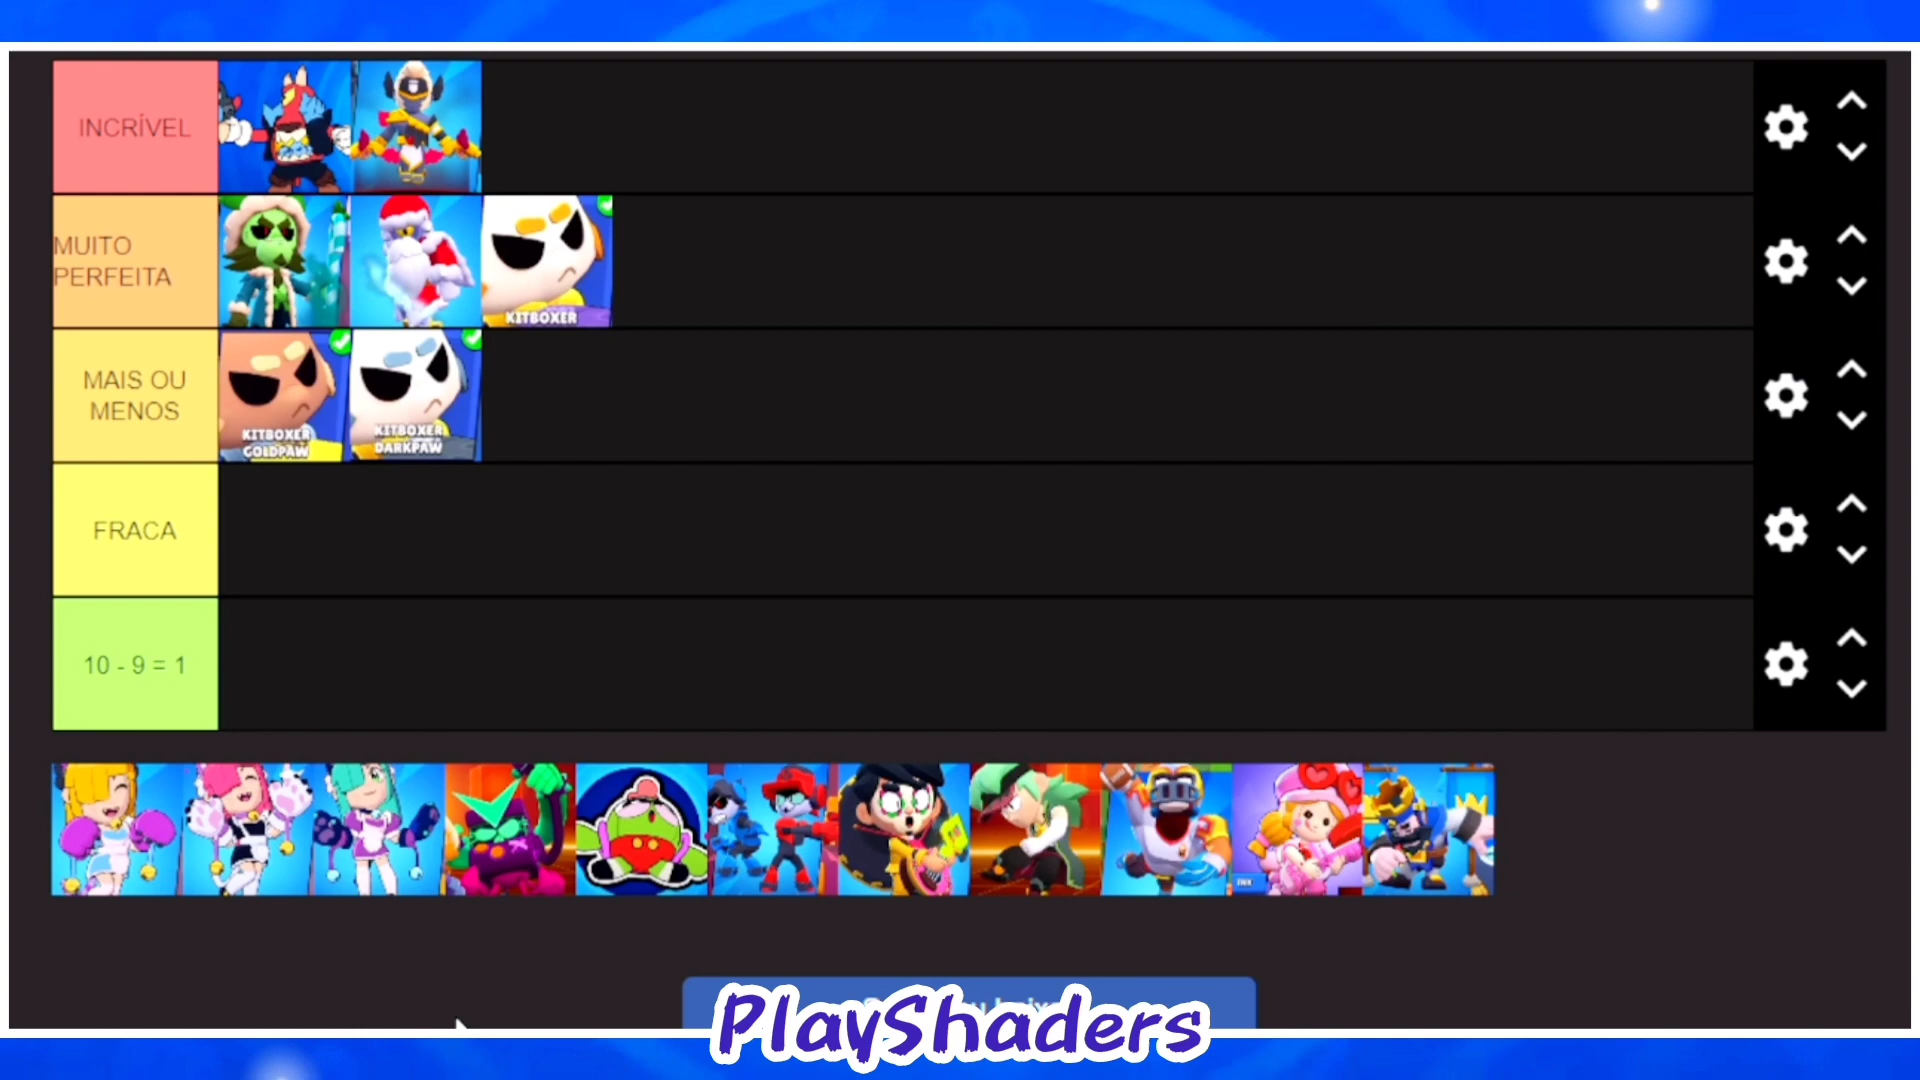 INCRÍVEL
MUITO
PERFEITA
KITBOXER
MAIS OU
MENOS
KITBOXER
GOLDPAW
KITBOXER
DARKPAW
FRACA
10 - 9 = 1
PlayShaders